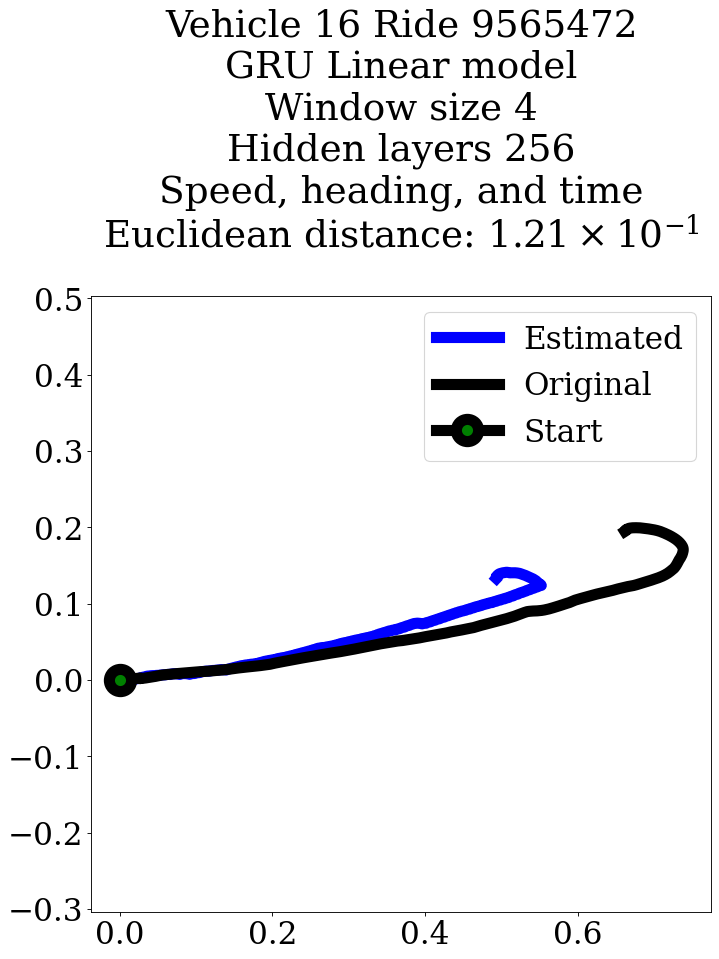 Vehicle 16 Ride 9565472
GRU Linear model
Window size 4
Hidden layers 256
Speed, heading, and time
Euclidean distance: 1.21 × 10⁻¹
0.5
0.4
0.3
0.2
0.1
0.0
−0.1
−0.2
−0.3
Estimated
Original
Start
0.0 0.2 0.4 0.6